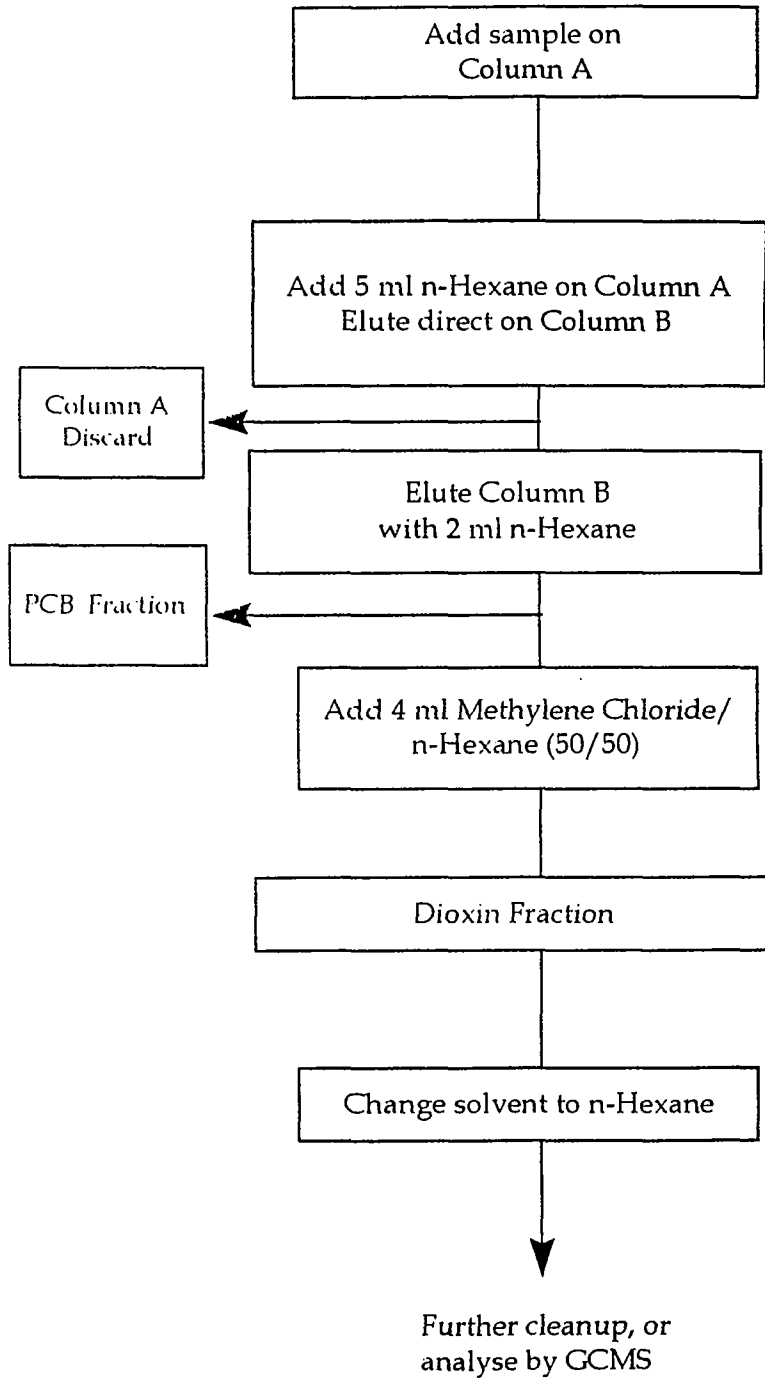 Add sample on
Column A
Add 5 ml n-Hexane on Column A
Elute direct on Column B
Column A
Discard
Elute Column B
with 2 ml n-Hexane
PCB Fraction
Add 4 ml Methylene Chloride/
n-Hexane (50/50)
Dioxin Fraction
Change solvent to n-Hexane
Further cleanup, or
analyse by GCMS